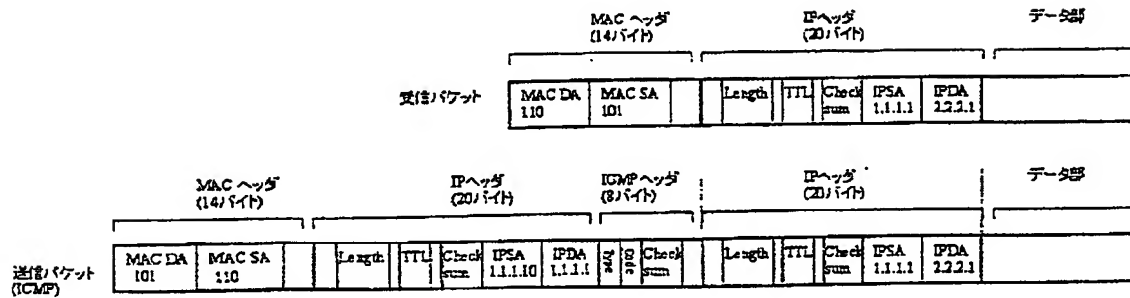 MAC ヘッダ
(14バイト)
IPヘッダ
(20バイト)
データ部
受信パケット
MAC DA
110
MAC SA
101
Length
TTL
Check
sum
IPSA
1.1.1.1
IPDA
2.2.2.1
MAC ヘッダ
(14バイト)
IPヘッダ
(20バイト)
ICMPヘッダ
(8バイト)
IPヘッダ
(20バイト)
データ部
送信パケット
(ICMP)
MAC DA
101
MAC SA
110
Length
TTL
Check
sum
IPSA
1.1.1.10
IPDA
1.1.1.1
Type
Code
Check
sum
Length
TTL
Check
sum
IPSA
1.1.1.1
IPDA
2.2.2.1